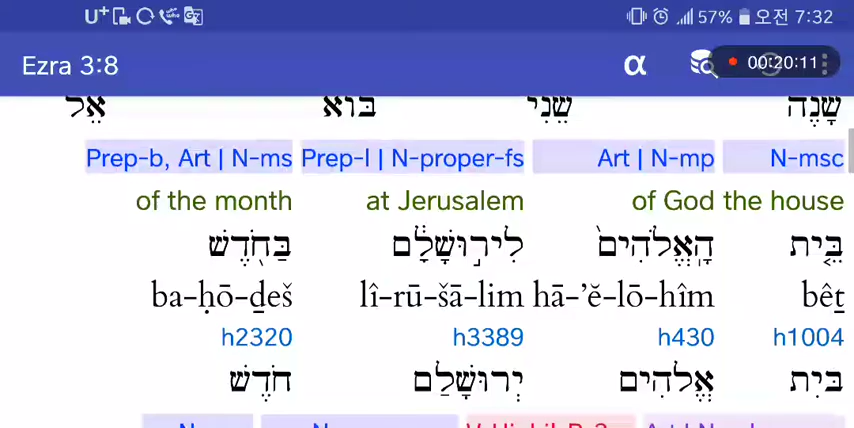 U+ 57% 오전 7:32
Ezra 3:8 α 00:20:11
אֵל בּוֹא שֵׁנִי שָׁנֶה
Prep-b, Art | N-ms Prep-l | N-proper-fs Art | N-mp N-msc
of the month at Jerusalem of God the house
בַּחֹ֖דֶשׁ לִיר֣וּשָׁלִַ֔ם הָֽאֱלֹהִים֙ בֵּ֤ית
ba-ḥō-ḏeš lî-rū-šā-lim hā-’ĕ-lō-hîm bêṯ
h2320 h3389 h430 h1004
חֹדֶשׁ יְרוּשָׁלַםִ אֱלֹהִים בַּיִת